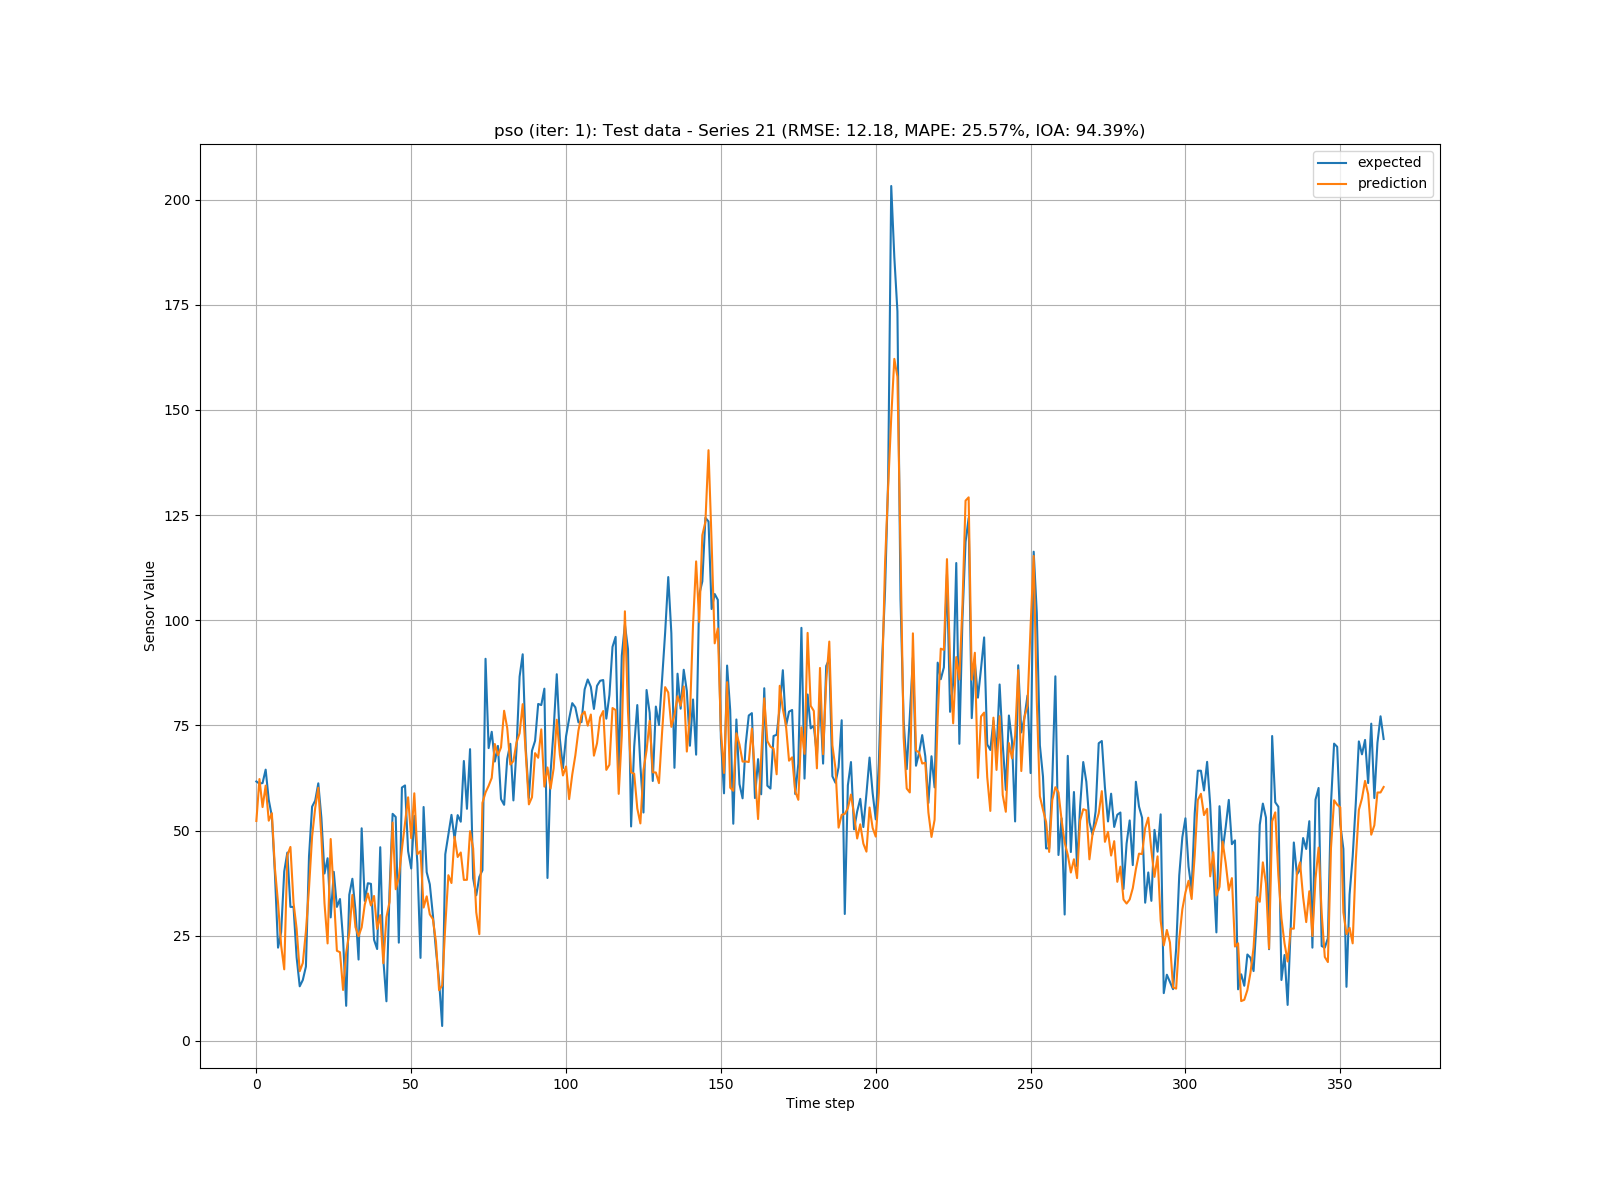 pso (iter: 1): Test data - Series 21 (RMSE: 12.18, MAPE: 25.57%, IOA: 94.39%)
expected
prediction
200
175
150
125
100
75
50
25
0
Sensor Value
0 50 100 150 200 250 300 350
Time step